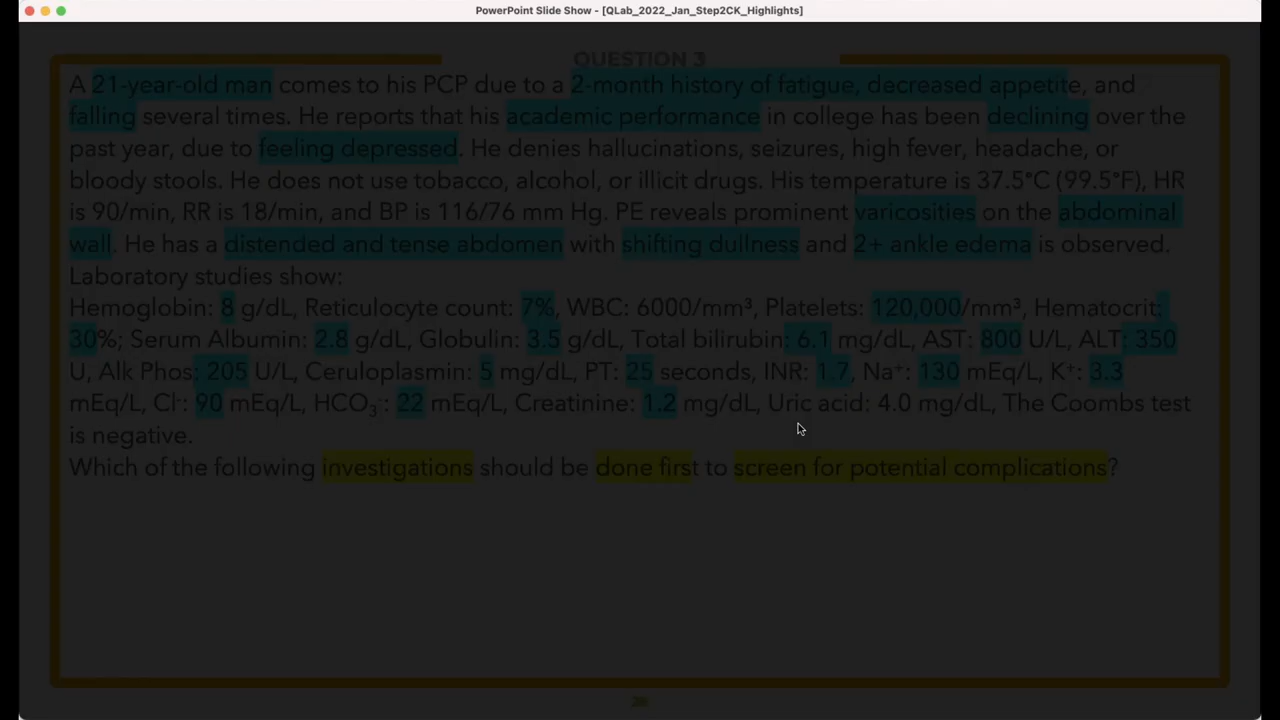 PowerPoint Slide Show - [QLab_2022_Jan_Step2CK_Highlights]
QUESTION 3
A 21-year-old man comes to his PCP due to a 2-month history of fatigue, decreased appetite, and
falling several times. He reports that his academic performance in college has been declining over the
past year, due to feeling depressed. He denies hallucinations, seizures, high fever, headache, or
bloody stools. He does not use tobacco, alcohol, or illicit drugs. His temperature is 37.5°C (99.5°F), HR
is 90/min, RR is 18/min, and BP is 116/76 mm Hg. PE reveals prominent varicosities on the abdominal
wall. He has a distended and tense abdomen with shifting dullness and 2+ ankle edema is observed.
Laboratory studies show:
Hemoglobin: 8 g/dL, Reticulocyte count: 7%, WBC: 6000/mm³, Platelets: 120,000/mm³, Hematocrit:
30%; Serum Albumin: 2.8 g/dL, Globulin: 3.5 g/dL, Total bilirubin: 6.1 mg/dL, AST: 800 U/L, ALT: 350
U, Alk Phos: 205 U/L, Ceruloplasmin: 5 mg/dL, PT: 25 seconds, INR: 1.7, Na⁺: 130 mEq/L, K⁺: 3.3
mEq/L, Cl⁻: 90 mEq/L, HCO₃⁻: 22 mEq/L, Creatinine: 1.2 mg/dL, Uric acid: 4.0 mg/dL, The Coombs test
is negative.
Which of the following investigations should be done first to screen for potential complications?